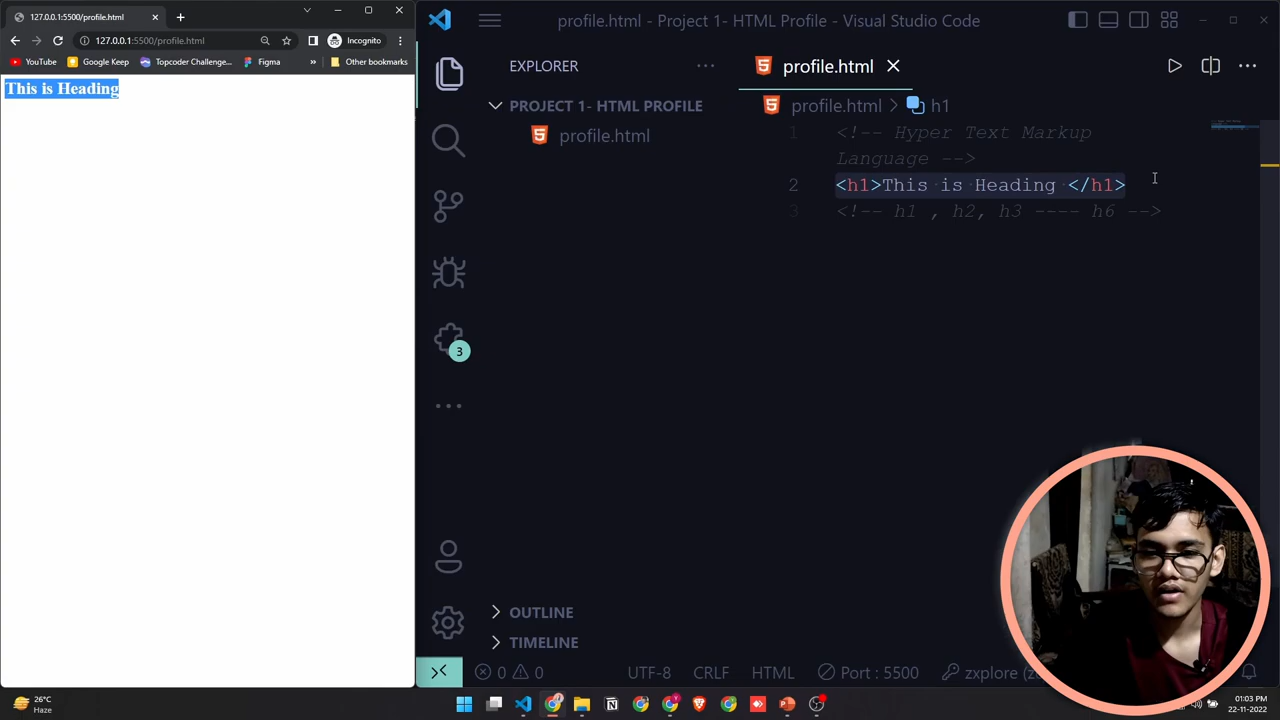 127.0.0.1:5500/profile.html
127.0.0.1:5500/profile.html
Incognito
YouTube
Google Keep
Topcoder Challenge...
Figma
»
Other bookmarks
This is Heading
profile.html - Project 1- HTML Profile - Visual Studio Code
EXPLORER
PROJECT 1- HTML PROFILE
profile.html
3
OUTLINE
TIMELINE
profile.html
profile.html > h1
1 <!-- Hyper Text Markup
Language -->
2 <h1>This is Heading </h1>
3 <!-- h1 , h2, h3 ---- h6 -->
0 0
UTF-8
CRLF
HTML
Port : 5500
zxplore
26°C
Haze
01:03 PM
22-11-2022